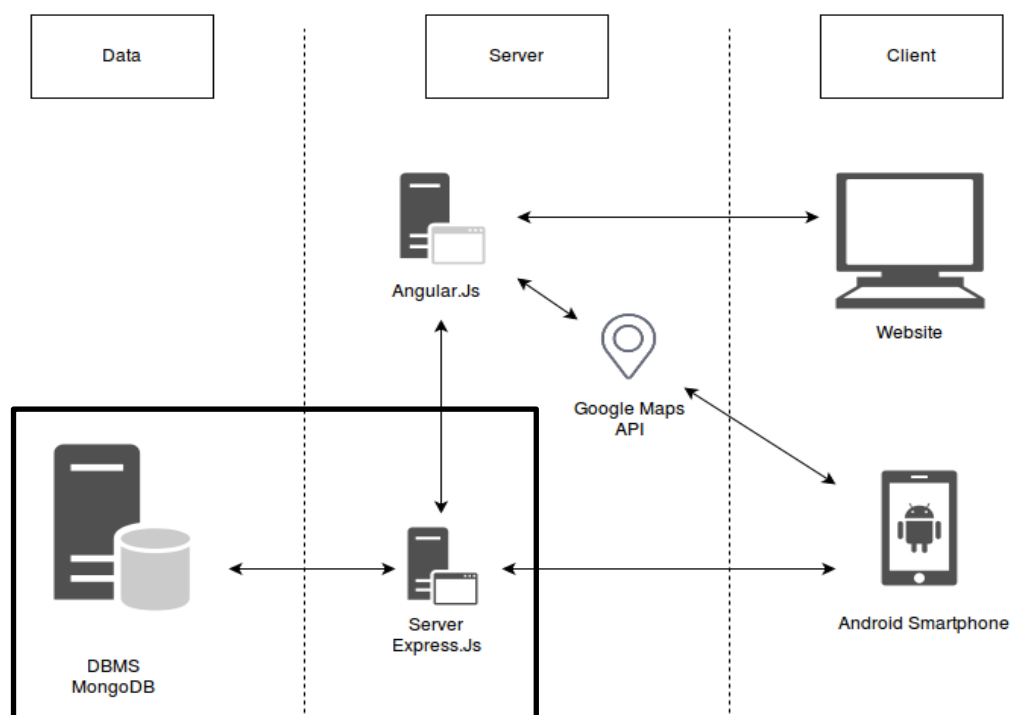 Data
Server
Client
Angular.Js
Website
Google Maps
API
Server
Express.Js
Android Smartphone
DBMS
MongoDB